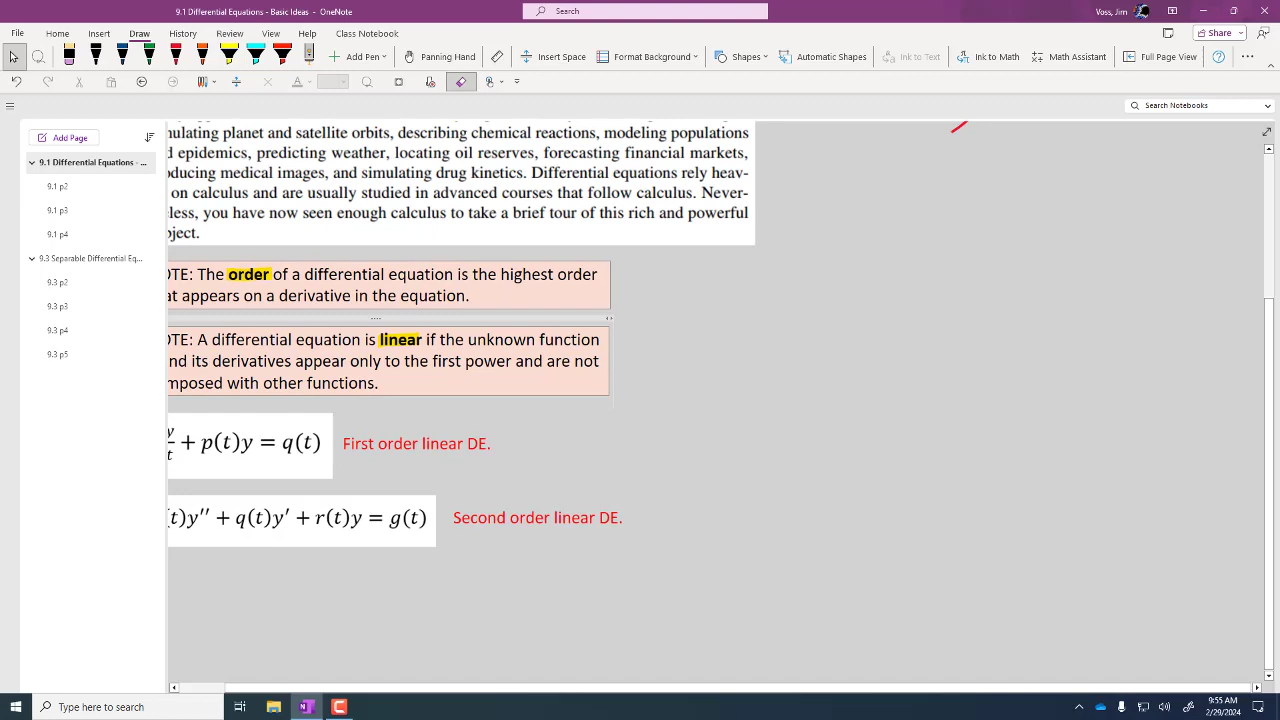 9.1 Differential Equations - OneNote
Search
Voss, Jim
File Home Insert Draw History Review View Help Class Notebook
Share
Add Pen Panning Hand Insert Space Format Background Shapes Automatic Shapes Ink to Text Ink to Math Math Assistant Full Page View
Search Notebooks
Add Page
9.1 Differential Equations - ...
9.1 p2
9.1 p3
9.1 p4
9.3 Separable Differential Eq...
9.3 p2
9.3 p3
9.3 p4
9.3 p5
nulating planet and satellite orbits, describing chemical reactions, modeling populations
d epidemics, predicting weather, locating oil reserves, forecasting financial markets,
oducing medical images, and simulating drug kinetics. Differential equations rely heav-
on calculus and are usually studied in advanced courses that follow calculus. Never-
eless, you have now seen enough calculus to take a brief tour of this rich and powerful
bject.
OTE: The order of a differential equation is the highest order
at appears on a derivative in the equation.
OTE: A differential equation is linear if the unknown function
nd its derivatives appear only to the first power and are not
mposed with other functions.
y/t + p(t)y = q(t) First order linear DE.
(t)y′′ + q(t)y′ + r(t)y = g(t) Second order linear DE.
Type here to search
9:55 AM
2/29/2024